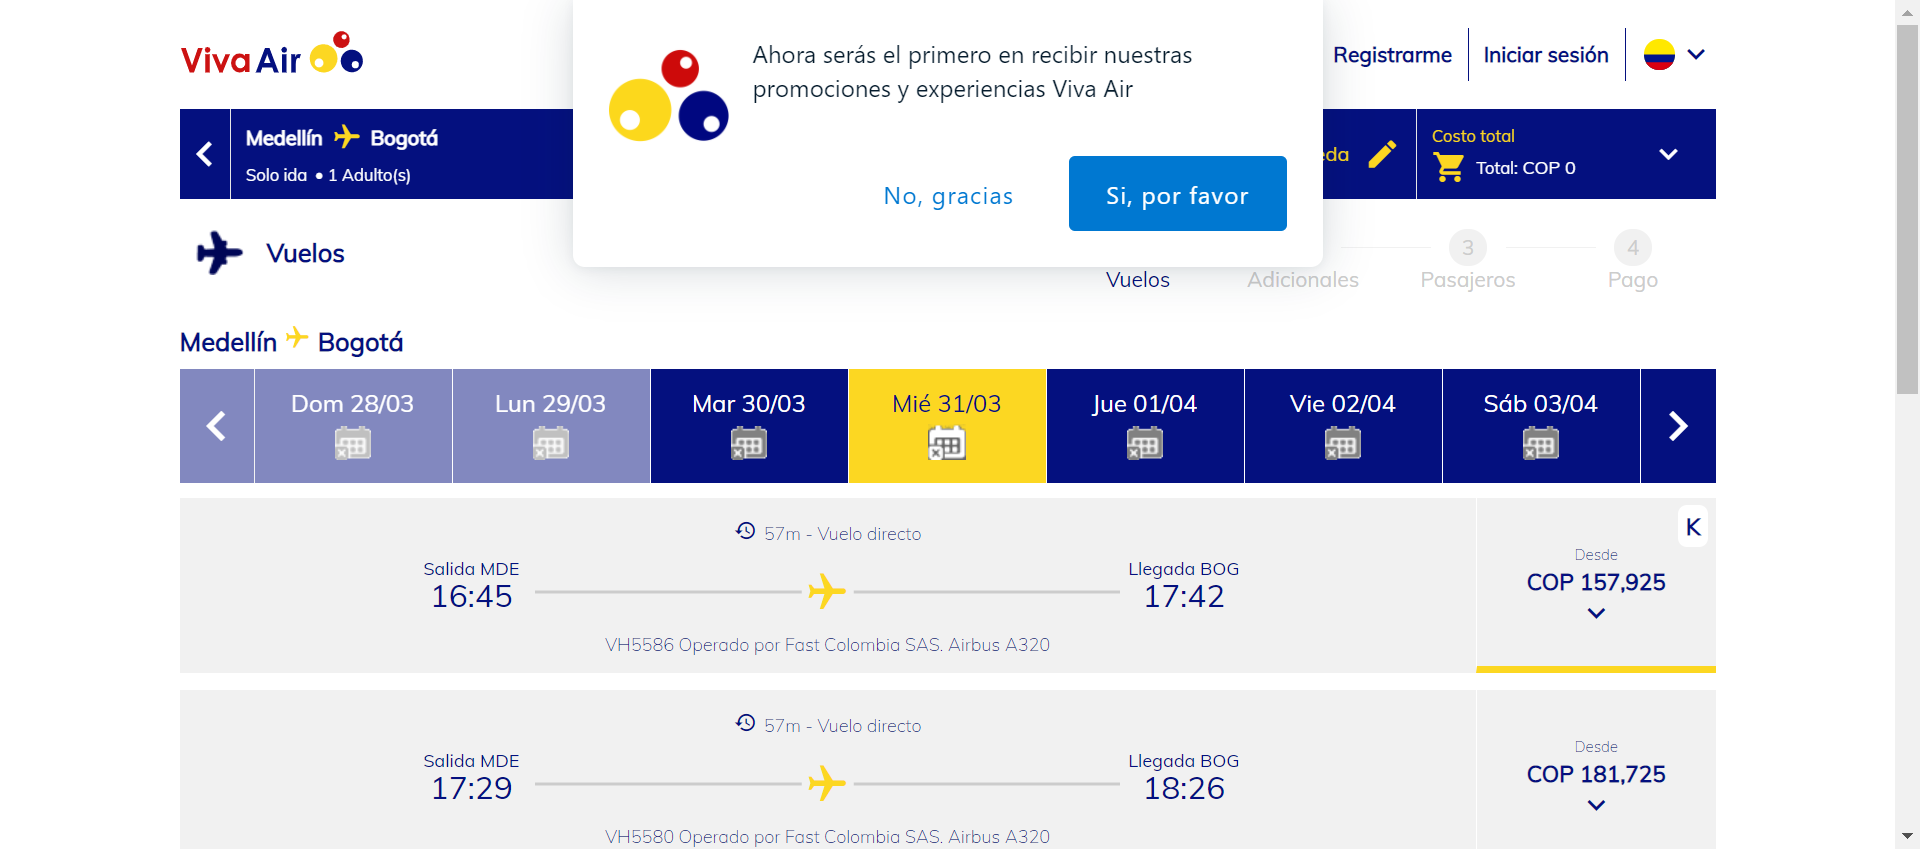 Viva Air
Ahora serás el primero en recibir nuestras
promociones y experiencias Viva Air
No, gracias
Si, por favor
Registrarme
Iniciar sesión
Medellín Bogotá
Solo ida • 1 Adulto(s)
Costo total
Total: COP 0
Vuelos
Vuelos
Adicionales
3
Pasajeros
4
Pago
Medellín Bogotá
Dom 28/03
Lun 29/03
Mar 30/03
Mié 31/03
Jue 01/04
Vie 02/04
Sáb 03/04
57m - Vuelo directo
Salida MDE
16:45
Llegada BOG
17:42
VH5586 Operado por Fast Colombia SAS. Airbus A320
K
Desde
COP 157,925
57m - Vuelo directo
Salida MDE
17:29
Llegada BOG
18:26
VH5580 Operado por Fast Colombia SAS. Airbus A320
Desde
COP 181,725